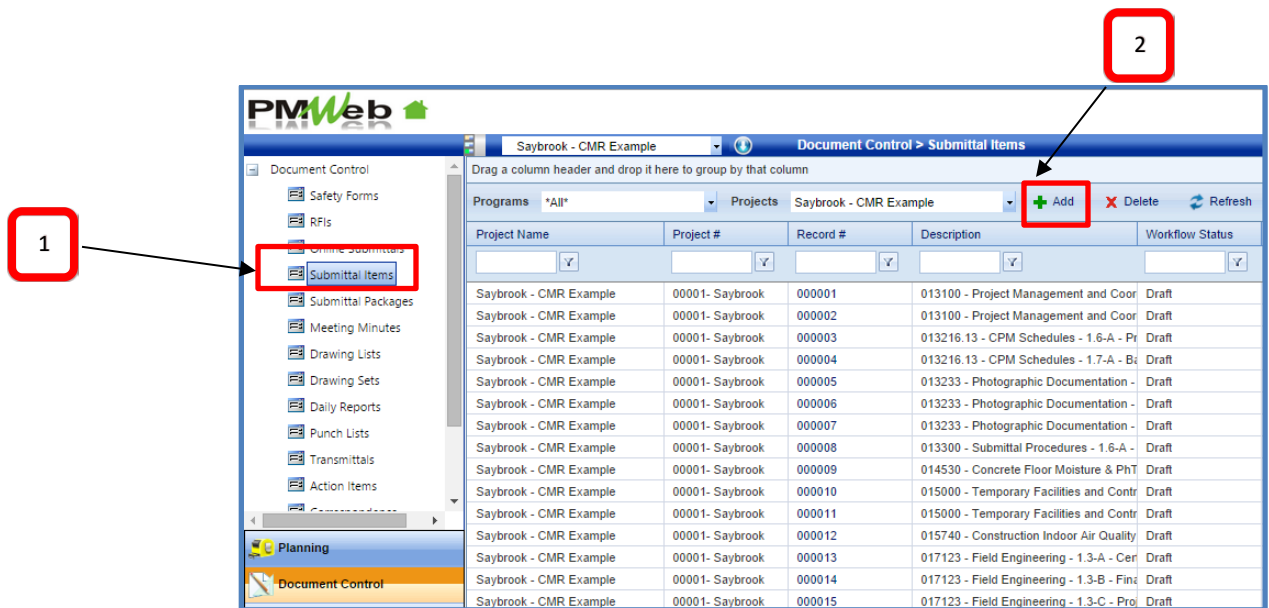 2
PMWeb
Saybrook - CMR Example
Document Control > Submittal Items
Document Control
Safety Forms
RFIs
Online Submittals
Submittal Items
Submittal Packages
Meeting Minutes
Drawing Lists
Drawing Sets
Daily Reports
Punch Lists
Transmittals
Action Items
Correspondence
Planning
Document Control
1
Drag a column header and drop it here to group by that column
Programs *All* Projects Saybrook - CMR Example Add X Delete Refresh
Project Name Project # Record # Description Workflow Status
Saybrook - CMR Example 00001- Saybrook 000001 013100 - Project Management and Coor Draft
Saybrook - CMR Example 00001- Saybrook 000002 013100 - Project Management and Coor Draft
Saybrook - CMR Example 00001- Saybrook 000003 013216.13 - CPM Schedules - 1.6-A - Pr Draft
Saybrook - CMR Example 00001- Saybrook 000004 013216.13 - CPM Schedules - 1.7-A - Ba Draft
Saybrook - CMR Example 00001- Saybrook 000005 013233 - Photographic Documentation - Draft
Saybrook - CMR Example 00001- Saybrook 000006 013233 - Photographic Documentation - Draft
Saybrook - CMR Example 00001- Saybrook 000007 013233 - Photographic Documentation - Draft
Saybrook - CMR Example 00001- Saybrook 000008 013300 - Submittal Procedures - 1.6-A - Draft
Saybrook - CMR Example 00001- Saybrook 000009 014530 - Concrete Floor Moisture & PhT Draft
Saybrook - CMR Example 00001- Saybrook 000010 015000 - Temporary Facilities and Contr Draft
Saybrook - CMR Example 00001- Saybrook 000011 015000 - Temporary Facilities and Contr Draft
Saybrook - CMR Example 00001- Saybrook 000012 015740 - Construction Indoor Air Quality Draft
Saybrook - CMR Example 00001- Saybrook 000013 017123 - Field Engineering - 1.3-A - Cert Draft
Saybrook - CMR Example 00001- Saybrook 000014 017123 - Field Engineering - 1.3-B - Fina Draft
Saybrook - CMR Example 00001- Saybrook 000015 017123 - Field Engineering - 1.3-C - Proj Draft